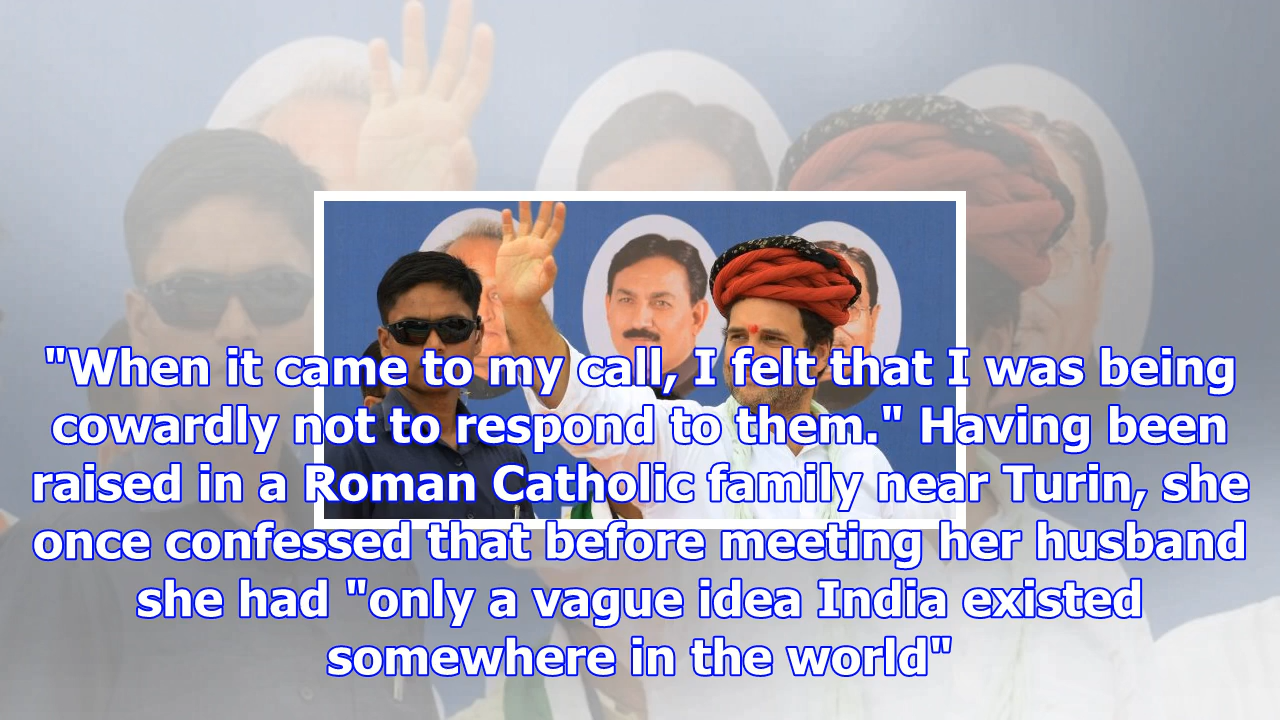 "When it came to my call, I felt that I was being
cowardly not to respond to them." Having been
raised in a Roman Catholic family near Turin, she
once confessed that before meeting her husband
she had "only a vague idea India existed
somewhere in the world"